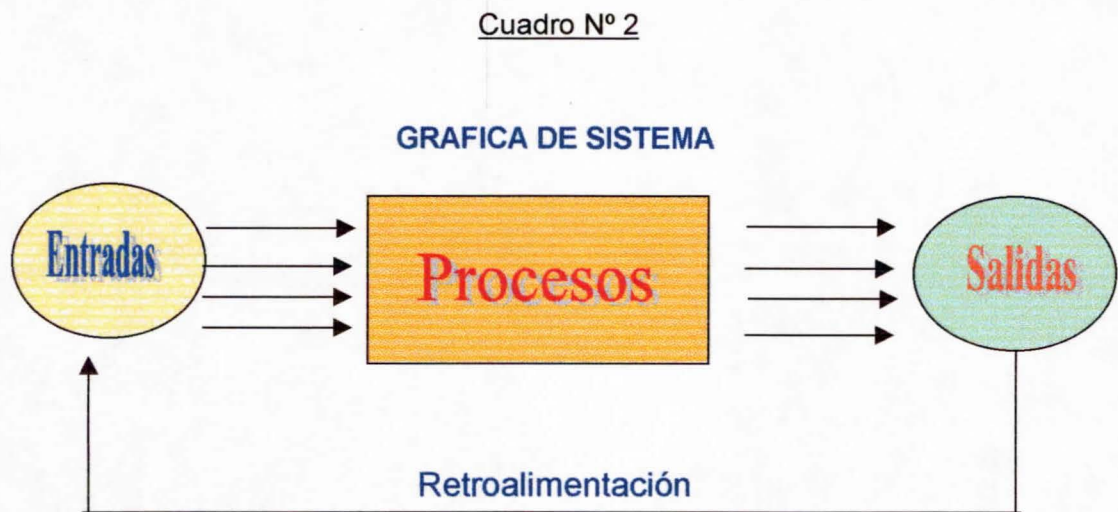 Cuadro Nº 2
GRAFICA DE SISTEMA
Entradas
Procesos
Salidas
Retroalimentación